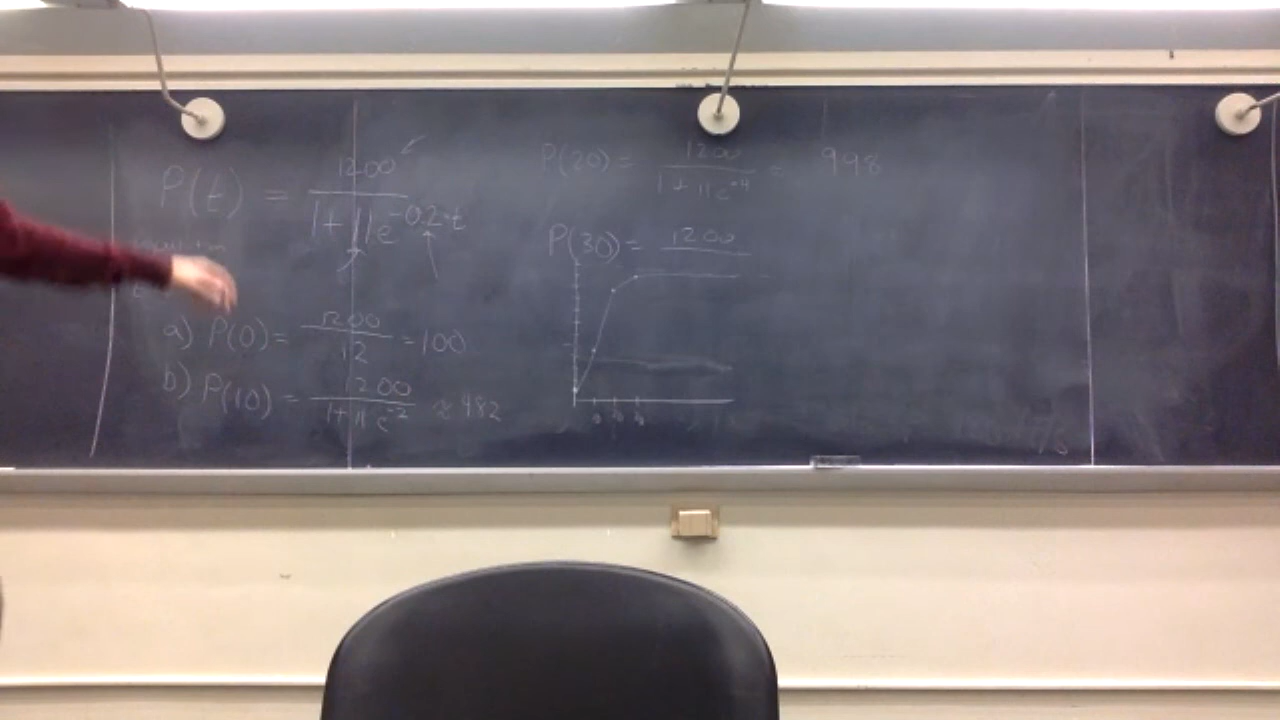 P(t) = 1200 / 1 + 11e^-0.2·t
a) P(0) = 1200 / 12 = 100
b) P(10) = 1200 / 1 + 11e^-2 ≈ 482
P(20) = 1200 / 1 + 11e^-4 = 998
P(30) = 1200